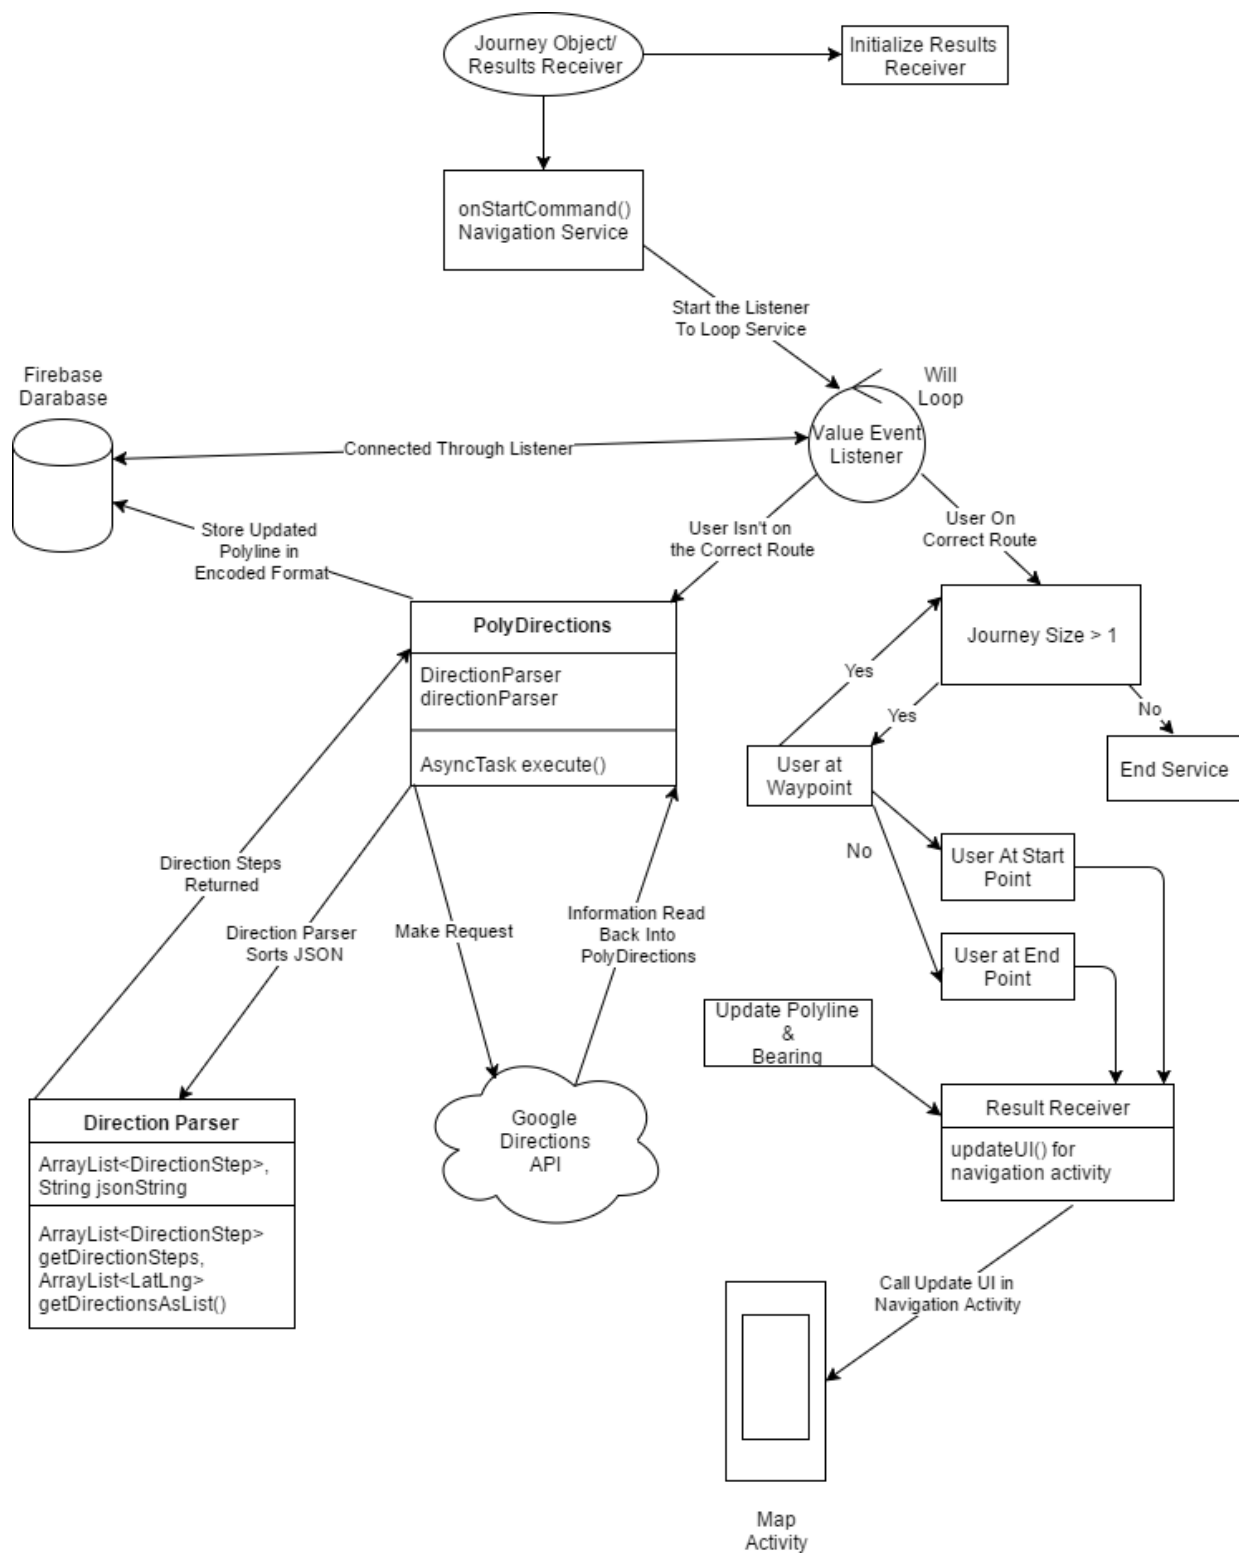 Journey Object/
Results Receiver
Initialize Results
Receiver
onStartCommand()
Navigation Service
Start the Listener
To Loop Service
Firebase
Darabase
Will
Loop
Value Event
Listener
Connected Through Listener
Store Updated
Polyline in
Encoded Format
User Isn't on
the Correct Route
User On
Correct Route
PolyDirections
DirectionParser
directionParser
AsyncTask execute()
Journey Size > 1
Yes
Yes
No
User at
Waypoint
End Service
No
User At Start
Point
User at End
Point
Direction Steps
Returned
Direction Parser
Sorts JSON
Make Request
Information Read
Back Into
PolyDirections
Update Polyline
&
Bearing
Direction Parser
ArrayList<DirectionStep>,
String jsonString
ArrayList<DirectionStep>
getDirectionSteps,
ArrayList<LatLng>
getDirectionsAsList()
Google
Directions
API
Result Receiver
updateUI() for
navigation activity
Call Update UI in
Navigation Activity
Map
Activity